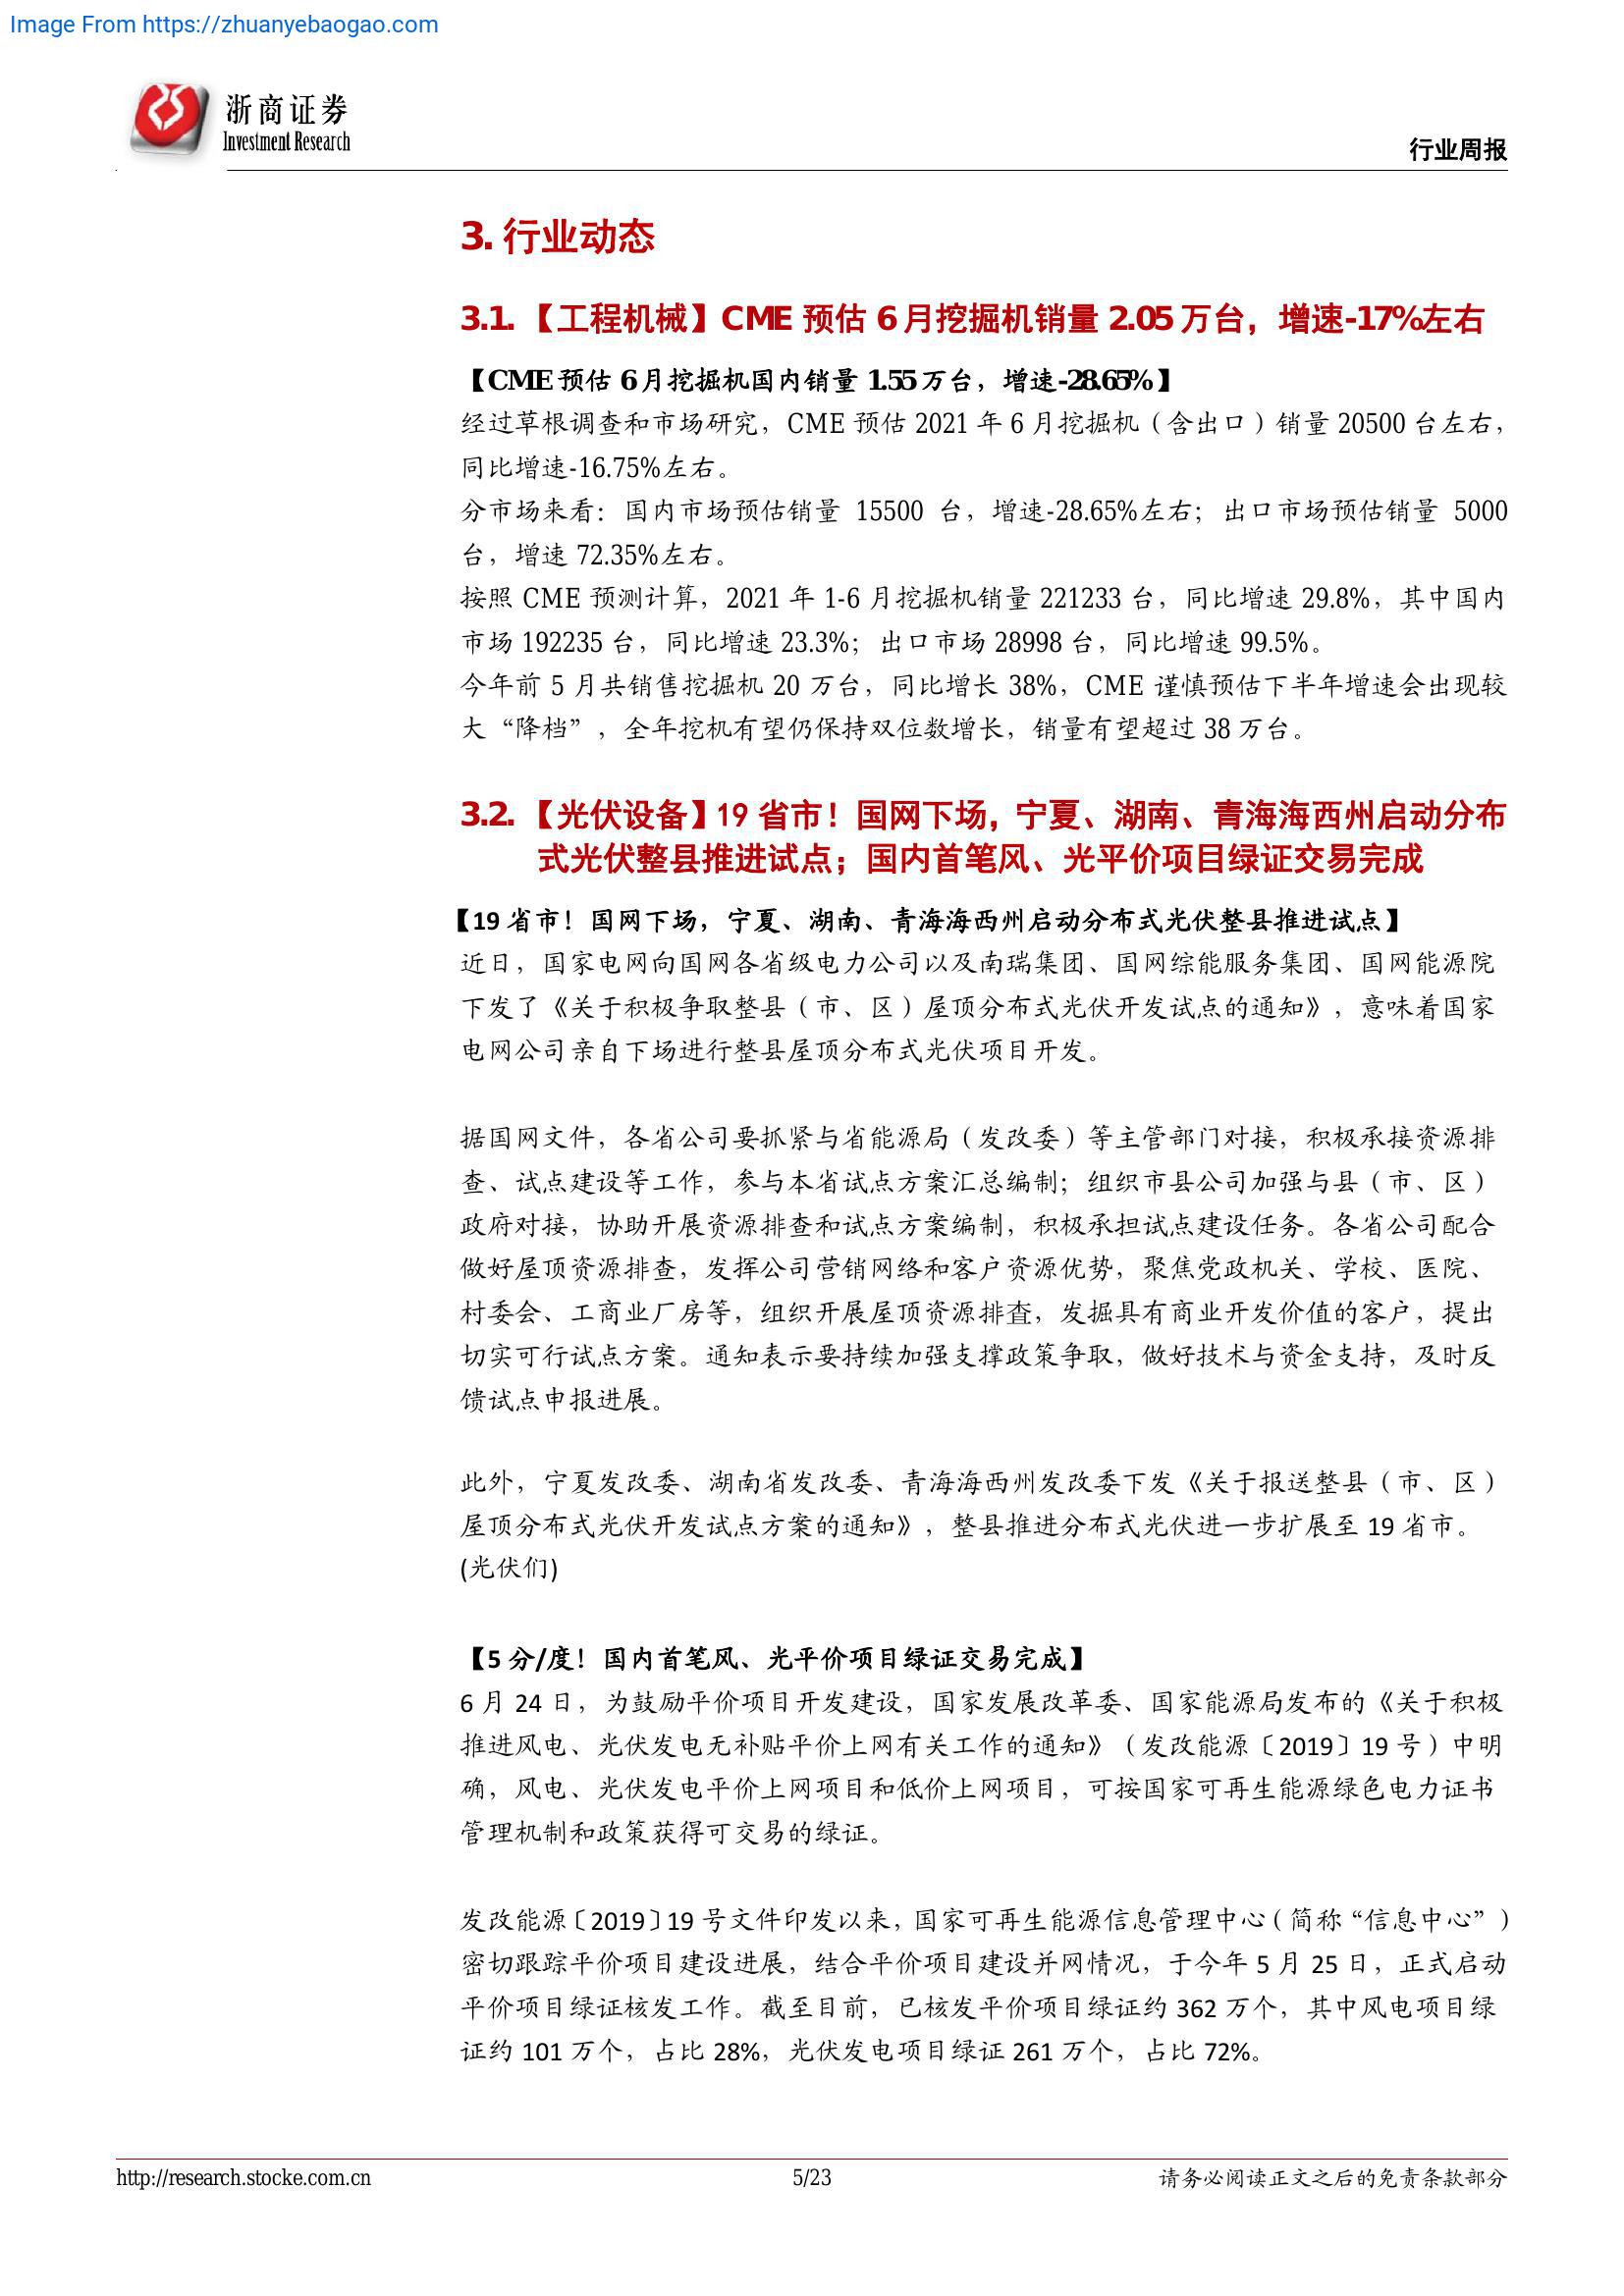 Image From https://zhuanyebaogao.com
浙商证券
Investment Research
行业周报
3. 行业动态
3.1. 【工程机械】CME 预估 6 月挖掘机销量 2.05 万台，增速-17%左右
【CME 预估 6 月挖掘机国内销量 1.55 万台，增速-28.65%】
经过草根调查和市场研究，CME 预估 2021 年 6 月挖掘机（含出口）销量 20500 台左右，
同比增速-16.75%左右。
分市场来看：国内市场预估销量 15500 台，增速-28.65%左右；出口市场预估销量 5000
台，增速 72.35%左右。
按照 CME 预测计算，2021 年 1-6 月挖掘机销量 221233 台，同比增速 29.8%，其中国内
市场 192235 台，同比增速 23.3%；出口市场 28998 台，同比增速 99.5%。
今年前 5 月共销售挖掘机 20 万台，同比增长 38%，CME 谨慎预估下半年增速会出现较
大“降档”，全年挖机有望仍保持双位数增长，销量有望超过 38 万台。
3.2. 【光伏设备】19 省市！国网下场，宁夏、湖南、青海海西州启动分布
式光伏整县推进试点；国内首笔风、光平价项目绿证交易完成
【19 省市！国网下场，宁夏、湖南、青海海西州启动分布式光伏整县推进试点】
近日，国家电网向国网各省级电力公司以及南瑞集团、国网综能服务集团、国网能源院
下发了《关于积极争取整县（市、区）屋顶分布式光伏开发试点的通知》，意味着国家
电网公司亲自下场进行整县屋顶分布式光伏项目开发。
据国网文件，各省公司要抓紧与省能源局（发改委）等主管部门对接，积极承接资源排
查、试点建设等工作，参与本省试点方案汇总编制；组织市县公司加强与县（市、区）
政府对接，协助开展资源排查和试点方案编制，积极承担试点建设任务。各省公司配合
做好屋顶资源排查，发挥公司营销网络和客户资源优势，聚焦党政机关、学校、医院、
村委会、工商业厂房等，组织开展屋顶资源排查，发掘具有商业开发价值的客户，提出
切实可行试点方案。通知表示要持续加强支撑政策争取，做好技术与资金支持，及时反
馈试点申报进展。
此外，宁夏发改委、湖南省发改委、青海海西州发改委下发《关于报送整县（市、区）
屋顶分布式光伏开发试点方案的通知》，整县推进分布式光伏进一步扩展至 19 省市。
(光伏们)
【5 分/度！国内首笔风、光平价项目绿证交易完成】
6 月 24 日，为鼓励平价项目开发建设，国家发展改革委、国家能源局发布的《关于积极
推进风电、光伏发电无补贴平价上网有关工作的通知》（发改能源〔2019〕19 号）中明
确，风电、光伏发电平价上网项目和低价上网项目，可按国家可再生能源绿色电力证书
管理机制和政策获得可交易的绿证。
发改能源〔2019〕19 号文件印发以来，国家可再生能源信息管理中心（简称“信息中心”）
密切跟踪平价项目建设进展，结合平价项目建设并网情况，于今年 5 月 25 日，正式启动
平价项目绿证核发工作。截至目前，已核发平价项目绿证约 362 万个，其中风电项目绿
证约 101 万个，占比 28%，光伏发电项目绿证 261 万个，占比 72%。
http://research.stocke.com.cn
5/23
请务必阅读正文之后的免责条款部分